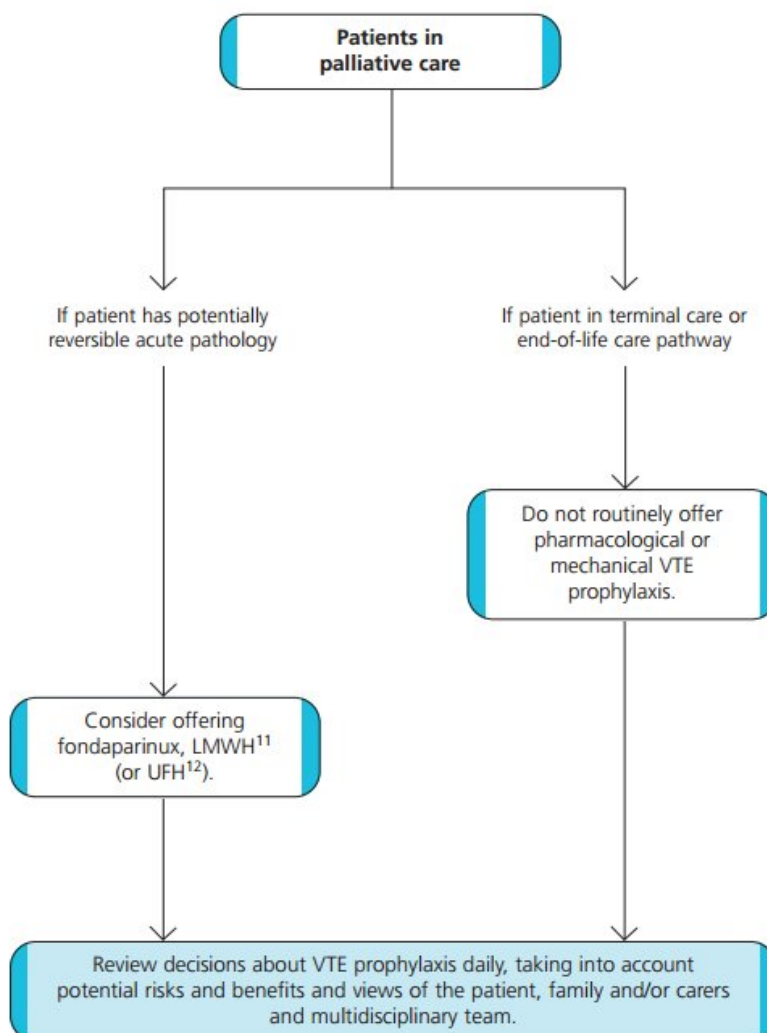 Patients in
palliative care
If patient has potentially
reversible acute pathology
If patient in terminal care or
end-of-life care pathway
Do not routinely offer
pharmacological or
mechanical VTE
prophylaxis.
Consider offering
fondaparinux, LMWH¹¹
(or UFH¹²).
Review decisions about VTE prophylaxis daily, taking into account
potential risks and benefits and views of the patient, family and/or carers
and multidisciplinary team.